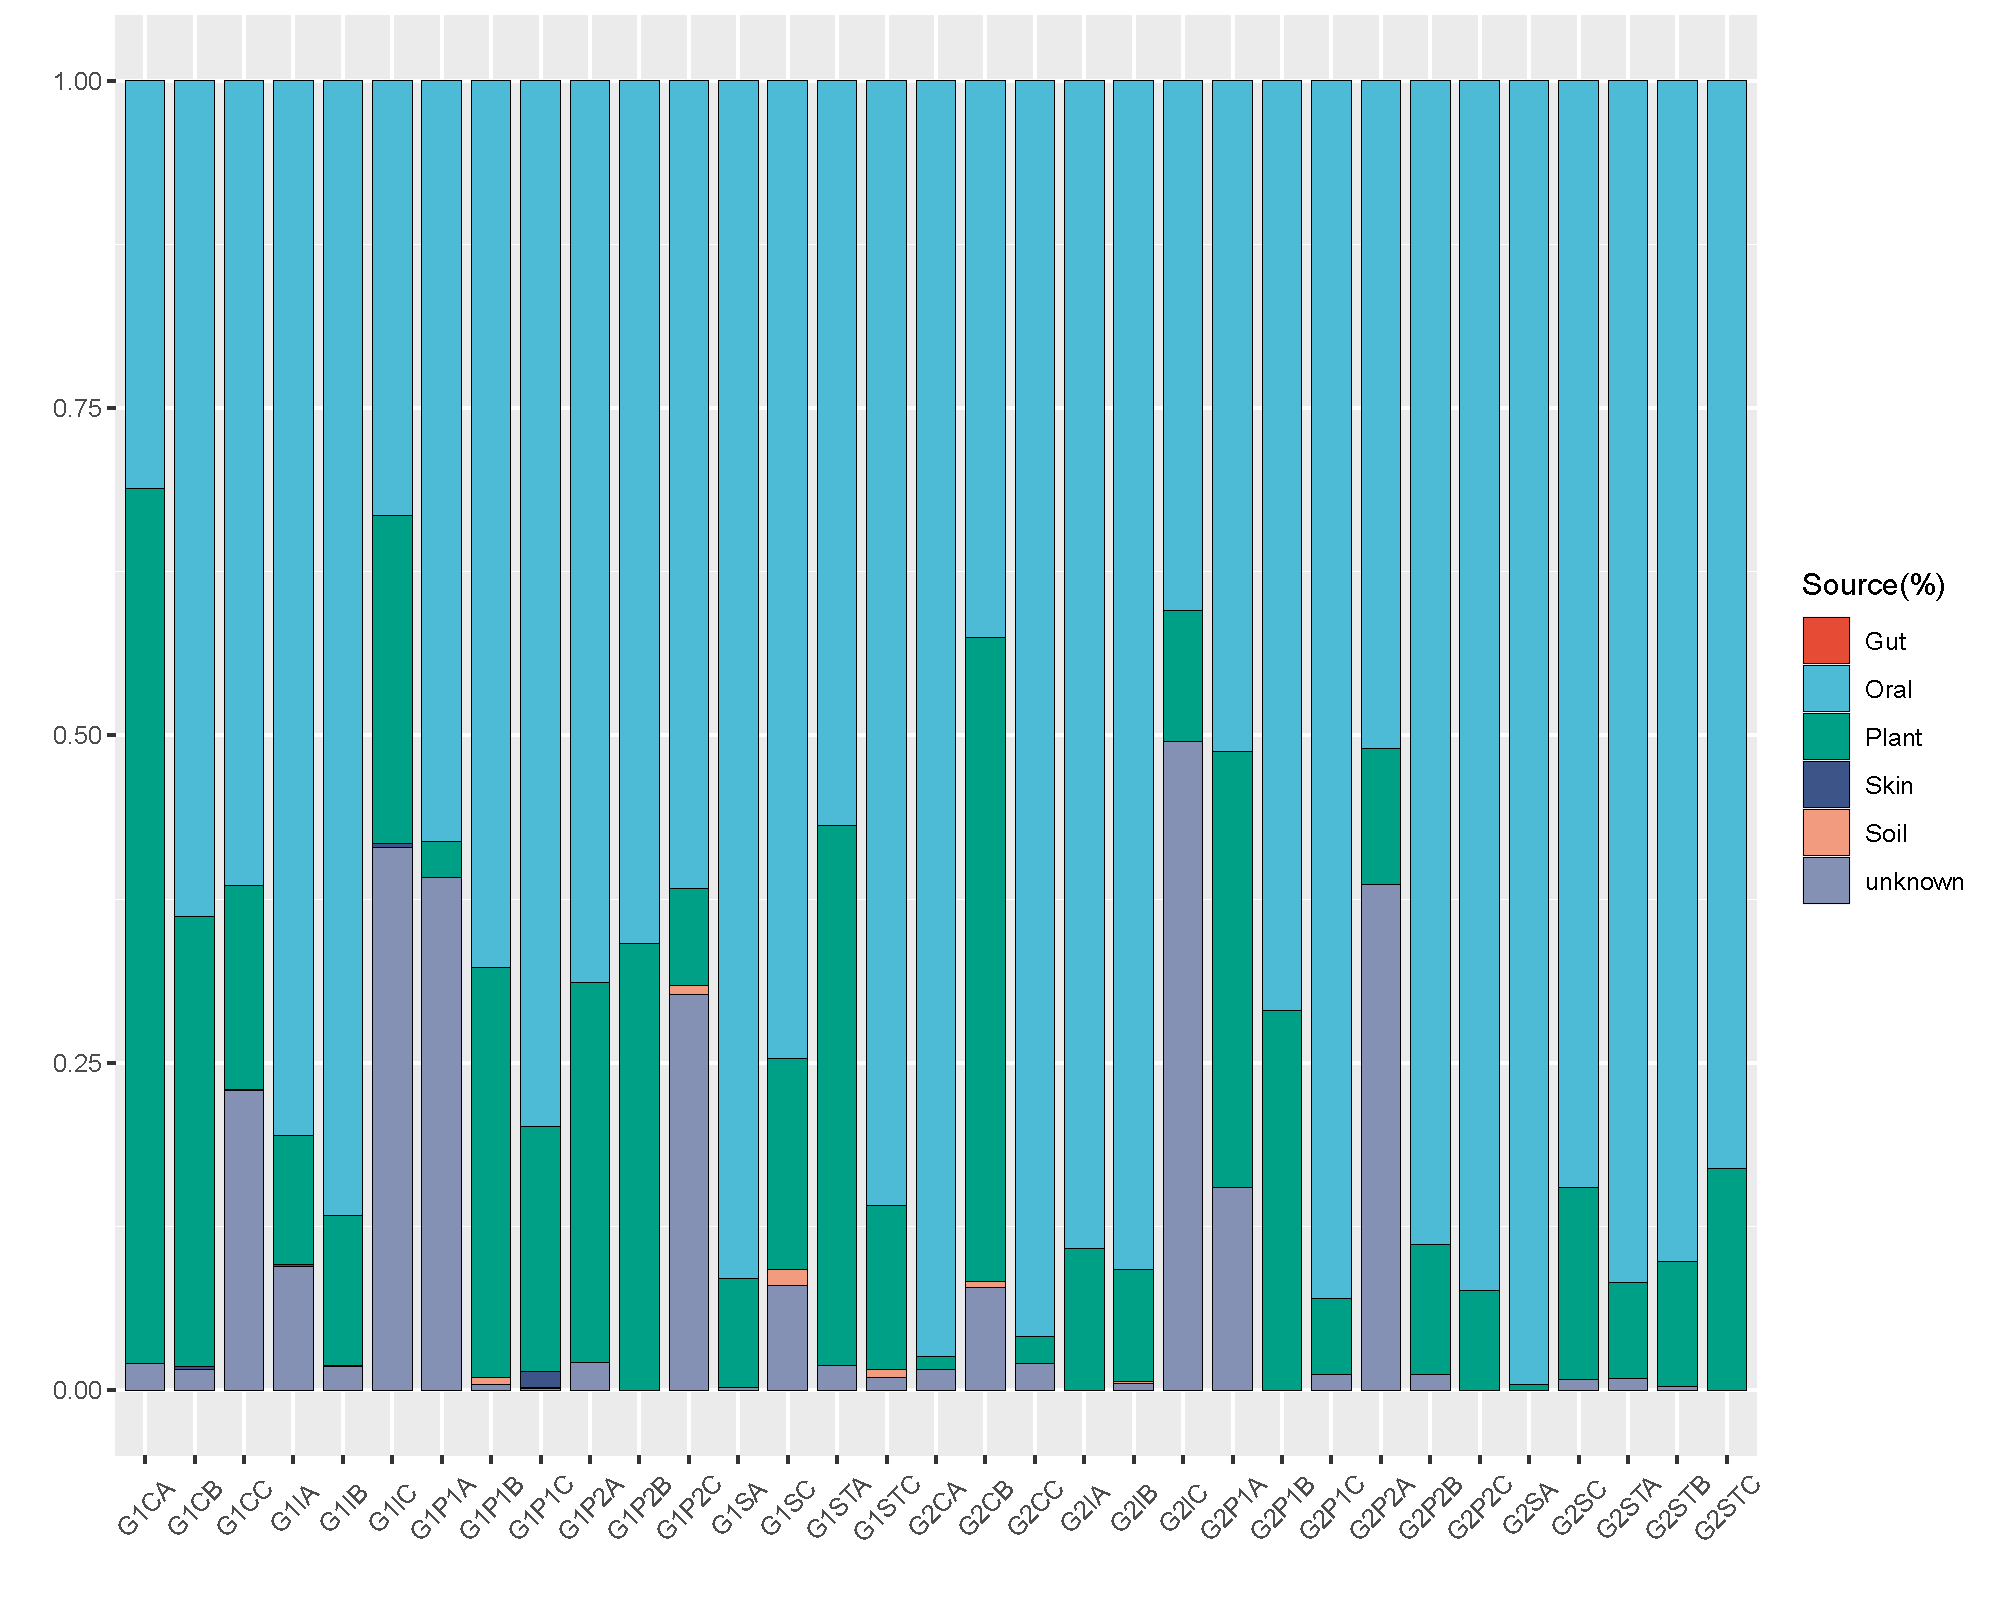 1.00
0.75
0.50
0.25
0.00
G1CA
G1CB
G1CC
G1IA
G1IB
G1IC
G1P1A
G1P1B
G1P1C
G1P2A
G1P2B
G1P2C
G1SA
G1SC
G1STA
G1STC
G2CA
G2CB
G2CC
G2IA
G2IB
G2IC
G2P1A
G2P1B
G2P1C
G2P2A
G2P2B
G2P2C
G2SA
G2SC
G2STA
G2STB
G2STC
Source(%)
Gut
Oral
Plant
Skin
Soil
unknown